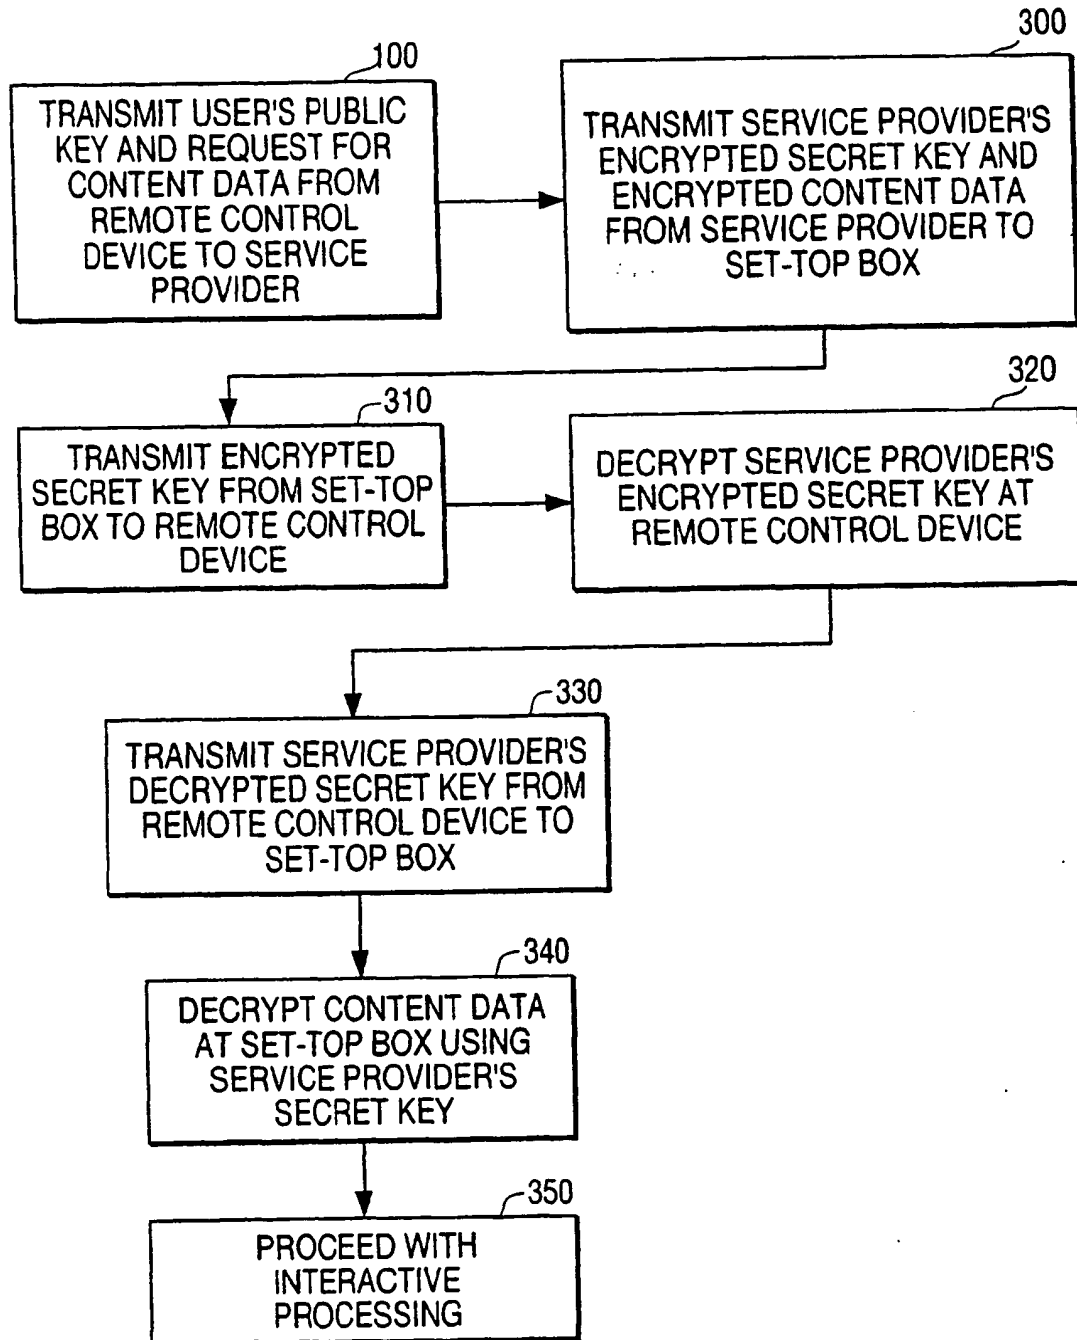 100
TRANSMIT USER'S PUBLIC
KEY AND REQUEST FOR
CONTENT DATA FROM
REMOTE CONTROL
DEVICE TO SERVICE
PROVIDER
300
TRANSMIT SERVICE PROVIDER'S
ENCRYPTED SECRET KEY AND
ENCRYPTED CONTENT DATA
FROM SERVICE PROVIDER TO
SET-TOP BOX
310
TRANSMIT ENCRYPTED
SECRET KEY FROM SET-TOP
BOX TO REMOTE CONTROL
DEVICE
320
DECRYPT SERVICE PROVIDER'S
ENCRYPTED SECRET KEY AT
REMOTE CONTROL DEVICE
330
TRANSMIT SERVICE PROVIDER'S
DECRYPTED SECRET KEY FROM
REMOTE CONTROL DEVICE TO
SET-TOP BOX
340
DECRYPT CONTENT DATA
AT SET-TOP BOX USING
SERVICE PROVIDER'S
SECRET KEY
350
PROCEED WITH
INTERACTIVE
PROCESSING